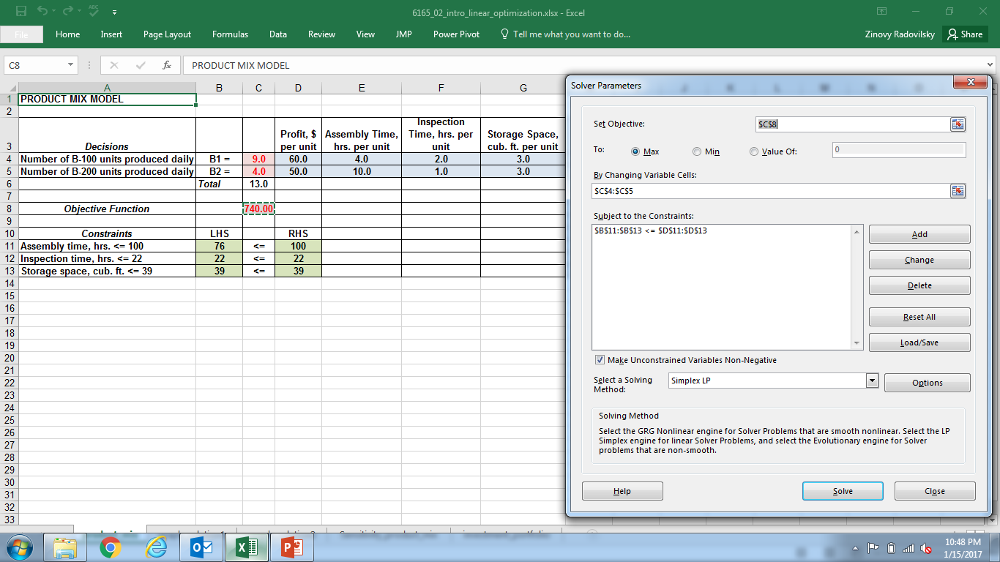 6165_02_intro_linear_optimization.xlsx - Excel
File Home Insert Page Layout Formulas Data Review View JMP Power Pivot Tell me what you want to do... Zinovy Radovilsky Share
C8 fx PRODUCT MIX MODEL
A B C D E F G
1 PRODUCT MIX MODEL
2
3 Decisions Profit, $ per unit Assembly Time, hrs. per unit Inspection Time, hrs. per unit Storage Space, cub. ft. per unit
4 Number of B-100 units produced daily B1 = 9.0 60.0 4.0 2.0 3.0
5 Number of B-200 units produced daily B2 = 4.0 50.0 10.0 1.0 3.0
6 Total 13.0
7
8 Objective Function 740.00
9
10 Constraints LHS RHS
11 Assembly time, hrs. <= 100 76 <= 100
12 Inspection time, hrs. <= 22 22 <= 22
13 Storage space, cub. ft. <= 39 39 <= 39
14
15
16
17
18
19
20
21
22
23
24
25
26
27
28
29
30
31
32
33
Solver Parameters
Set Objective: $C$8
To: Max Min Value Of: 0
By Changing Variable Cells:
$C$4:$C$5
Subject to the Constraints:
$B$11:$B$13 <= $D$11:$D$13
Add
Change
Delete
Reset All
Load/Save
Make Unconstrained Variables Non-Negative
Select a Solving Method: Simplex LP Options
Solving Method
Select the GRG Nonlinear engine for Solver Problems that are smooth nonlinear. Select the LP
Simplex engine for linear Solver Problems, and select the Evolutionary engine for Solver
problems that are non-smooth.
Help Solve Close
10:48 PM
1/15/2017